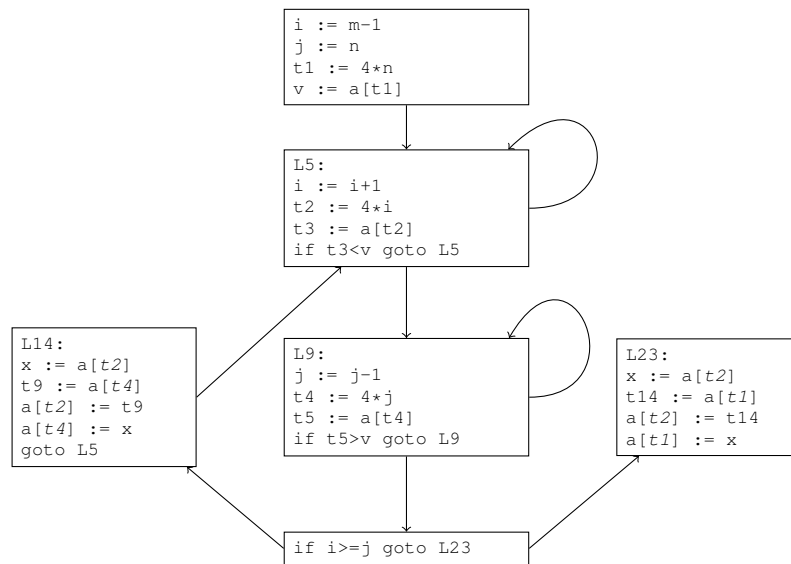 i := m-1
j := n
t1 := 4*n
v := a[t1]
L5:
i := i+1
t2 := 4*i
t3 := a[t2]
if t3<v goto L5
L14:
x := a[t2]
t9 := a[t4]
a[t2] := t9
a[t4] := x
goto L5
L9:
j := j-1
t4 := 4*j
t5 := a[t4]
if t5>v goto L9
L23:
x := a[t2]
t14 := a[t1]
a[t2] := t14
a[t1] := x
if i>=j goto L23